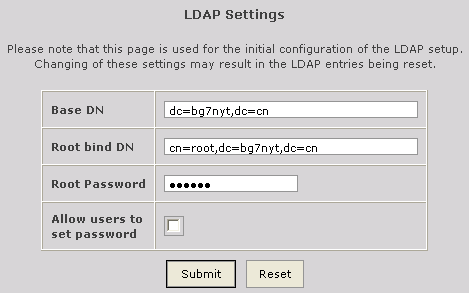 LDAP Settings
Please note that this page is used for the initial configuration of the LDAP setup.
Changing of these settings may result in the LDAP entries being reset.
Base DN dc=bg7nyt,dc=cn
Root bind DN cn=root,dc=bg7nyt,dc=cn
Root Password ●●●●●●
Allow users to
set password
Submit Reset